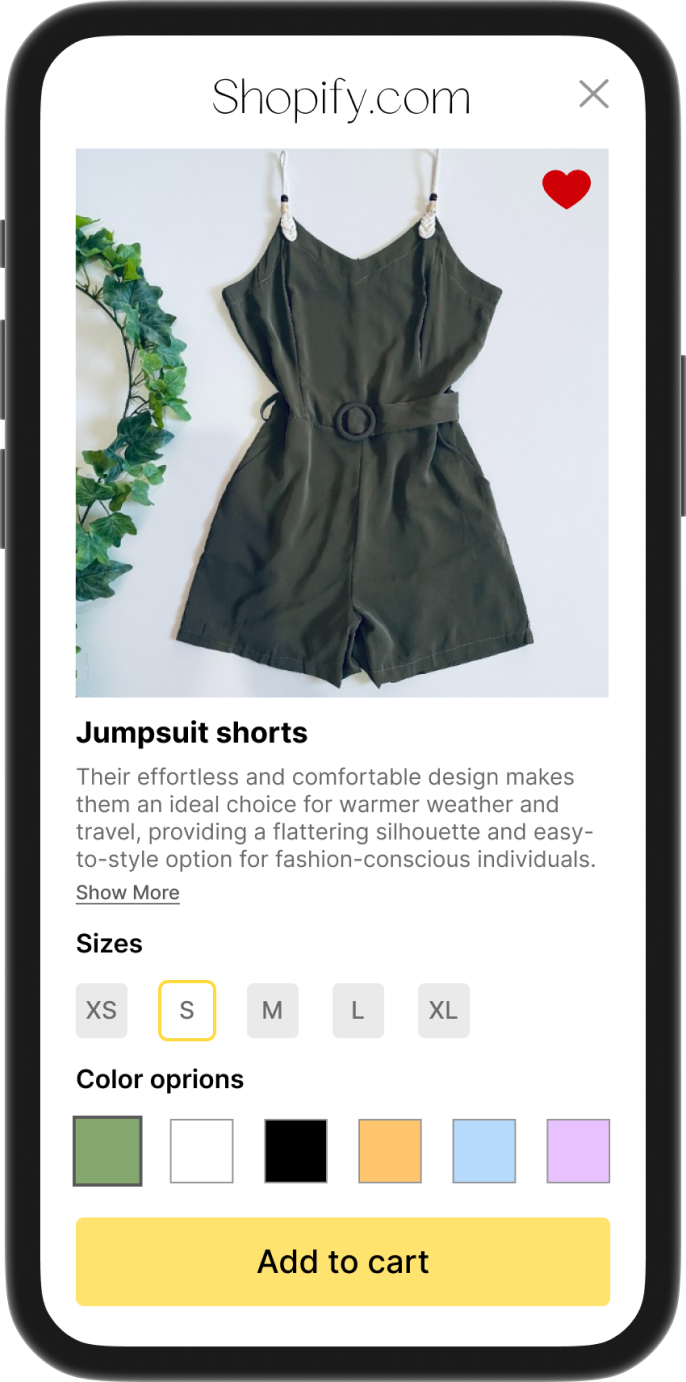 Shopify.com
Jumpsuit shorts
Their effortless and comfortable design makes
them an ideal choice for warmer weather and
travel, providing a flattering silhouette and easy-
to-style option for fashion-conscious individuals.
Show More
Sizes
XS S M L XL
Color oprions
Add to cart